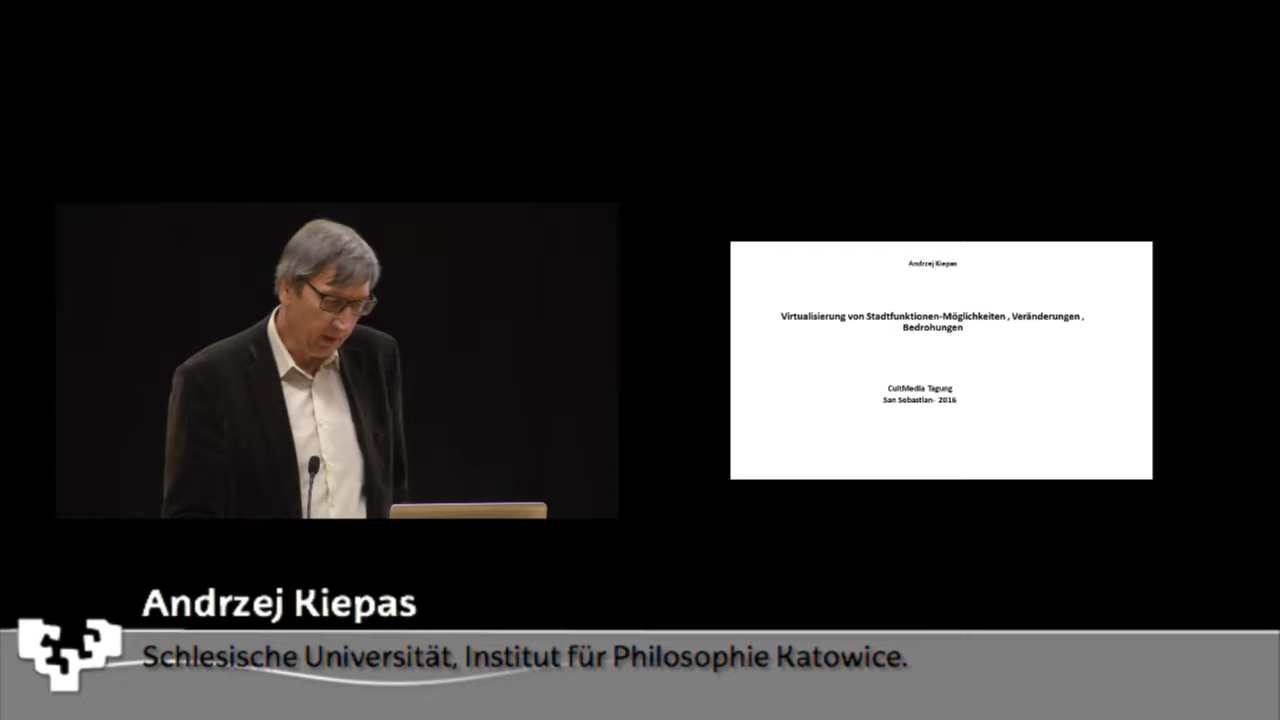 Andrzej Kiepas
Virtualisierung von Stadtfunktionen-Möglichkeiten , Veränderungen ,
Bedrohungen
CultMedia Tagung
San Sebastian- 2016
Andrzej Kiepas
Schlesische Universität, Institut für Philosophie Katowice.